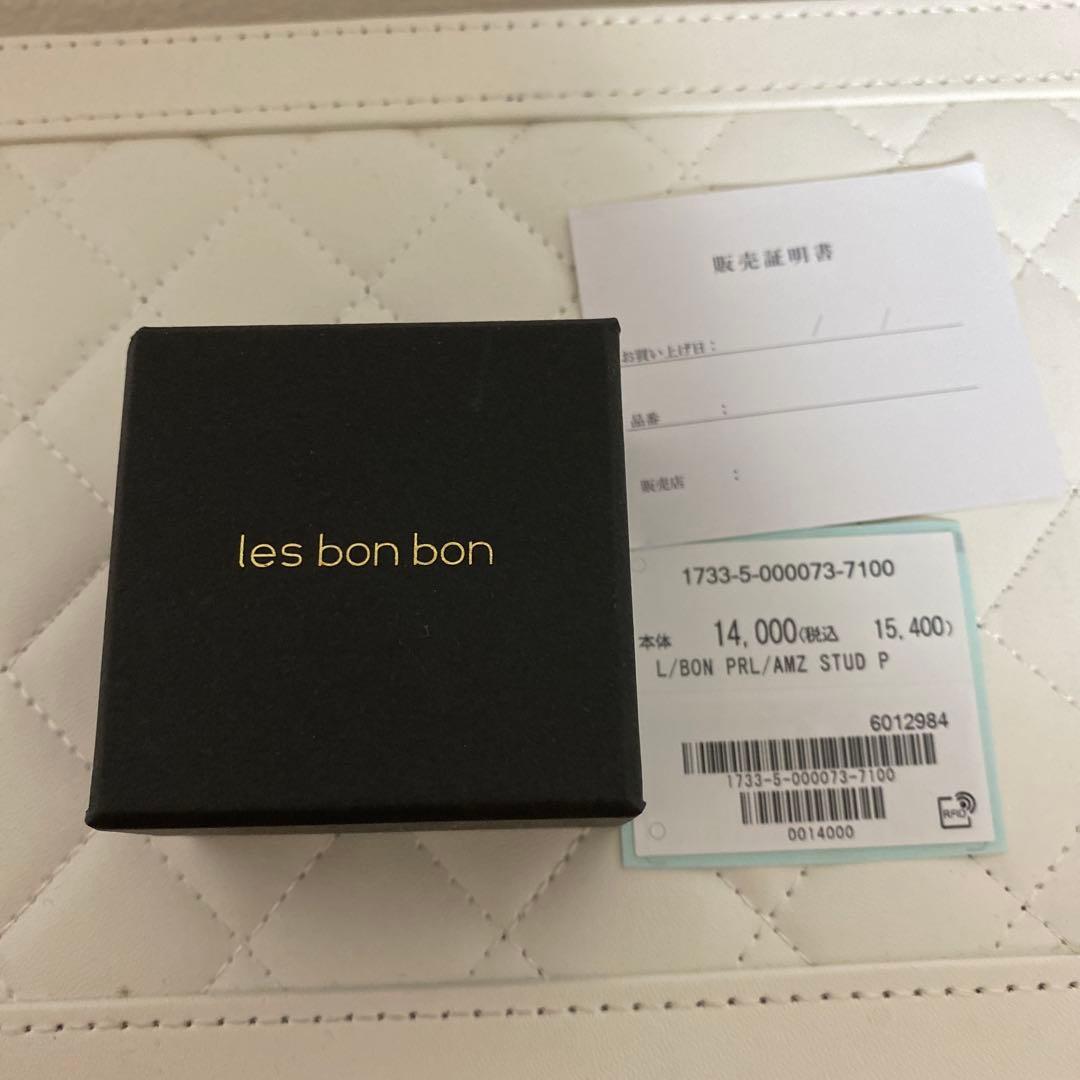 les bon bon
販売証明書
お買い上げ日： / /
品番 ：
販売店 ：
1733-5-000073-7100
本体 14,000(税込 15,400)
L/BON PRL/AMZ STUD P
6012984
1733-5-000073-7100
0014000
RFID